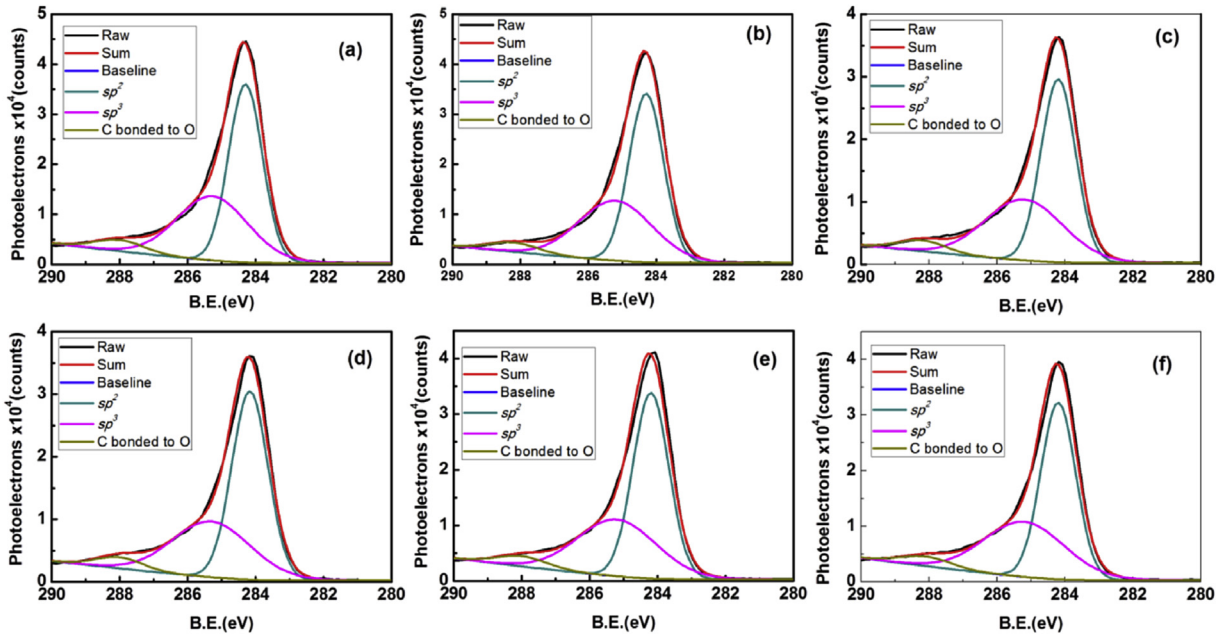 (a)
Raw
Sum
Baseline
sp²
sp³
C bonded to O
Photoelectrons x10⁴(counts)
5
4
3
2
1
0
290 288 286 284 282 280
B.E.(eV)
(b)
Raw
Sum
Baseline
sp²
sp³
C bonded to O
Photoelectrons x10⁴(counts)
5
4
3
2
1
0
290 288 286 284 282 280
B.E.(eV)
(c)
Raw
Sum
Baseline
sp²
sp³
C bonded to O
Photoelectrons x10⁴(counts)
4
3
2
1
0
290 288 286 284 282 280
B.E.(eV)
(d)
Raw
Sum
Baseline
sp²
sp³
C bonded to O
Photoelectrons x10⁴(counts)
4
3
2
1
0
290 288 286 284 282 280
B.E.(eV)
(e)
Raw
Sum
Baseline
sp²
sp³
C bonded to O
Photoelectrons x10⁴(counts)
4
3
2
1
0
290 288 286 284 282 280
B.E.(eV)
(f)
Raw
Sum
Baseline
sp²
sp³
C bonded to O
Photoelectrons x10⁴(counts)
4
3
2
1
0
290 288 286 284 282 280
B.E.(eV)